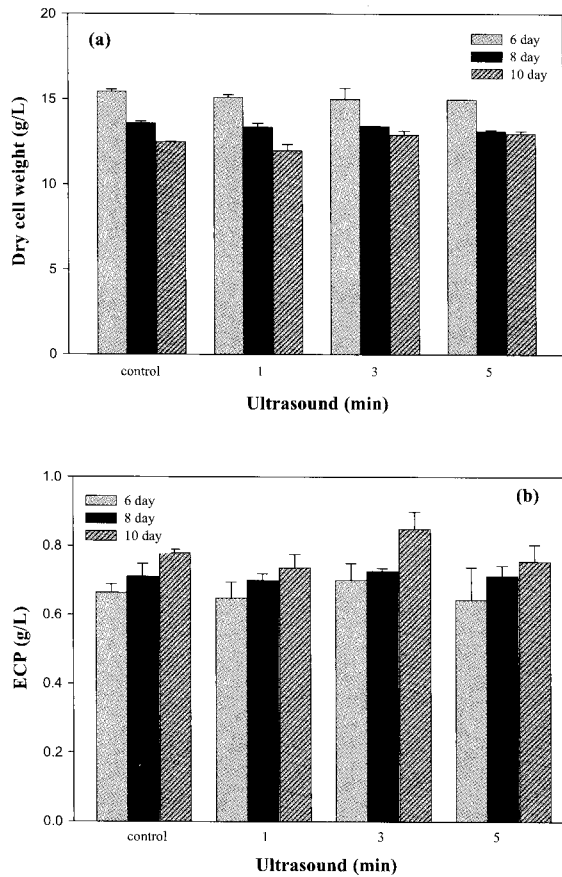 (a)
6 day
8 day
10 day
20
15
10
5
0
Dry cell weight (g/L)
control 1 3 5
Ultrasound (min)
1.0
0.8
0.6
0.4
0.2
0.0
ECP (g/L)
6 day
8 day
10 day
(b)
control 1 3 5
Ultrasound (min)